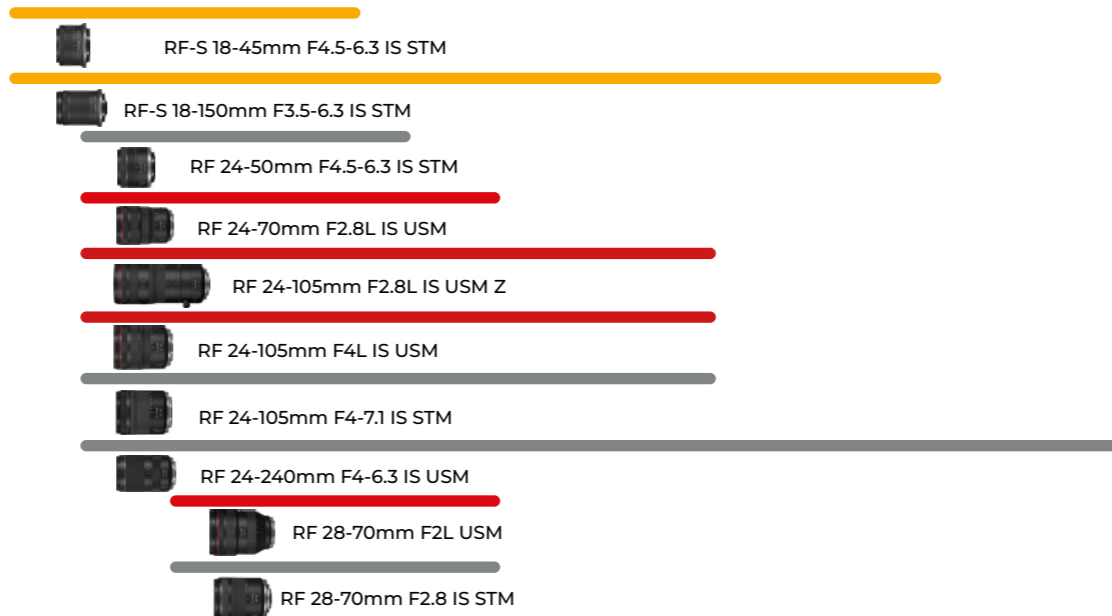 RF-S 18-45mm F4.5-6.3 IS STM
RF-S 18-150mm F3.5-6.3 IS STM
RF 24-50mm F4.5-6.3 IS STM
RF 24-70mm F2.8L IS USM
RF 24-105mm F2.8L IS USM Z
RF 24-105mm F4L IS USM
RF 24-105mm F4-7.1 IS STM
RF 24-240mm F4-6.3 IS USM
RF 28-70mm F2L USM
RF 28-70mm F2.8 IS STM